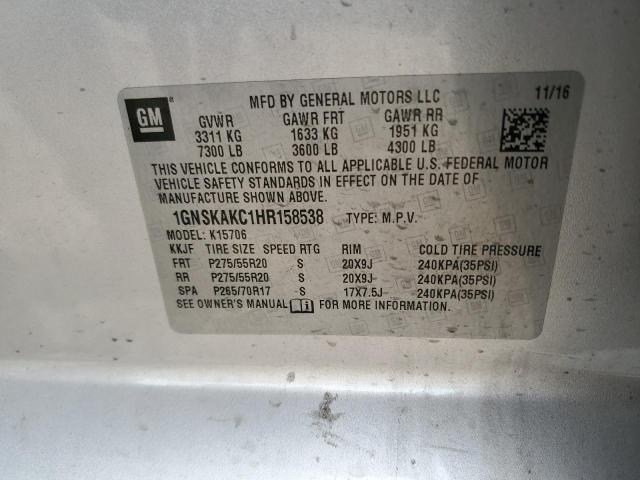 GM ®
MFD BY GENERAL MOTORS LLC 11/16
GVWR GAWR FRT GAWR RR
3311 KG 1633 KG 1951 KG
7300 LB 3600 LB 4300 LB
THIS VEHICLE CONFORMS TO ALL APPLICABLE U.S. FEDERAL MOTOR
VEHICLE SAFETY STANDARDS IN EFFECT ON THE DATE OF
MANUFACTURE SHOWN ABOVE.
1GNSKAKC1HR158538 TYPE: M.P.V.
MODEL: K15706
KKJF TIRE SIZE SPEED RTG RIM COLD TIRE PRESSURE
FRT P275/55R20 S 20X9J 240KPA(35PSI)
RR P275/55R20 S 20X9J 240KPA(35PSI)
SPA P265/70R17 S 17X7.5J 240KPA(35PSI)
SEE OWNER'S MANUAL FOR MORE INFORMATION.